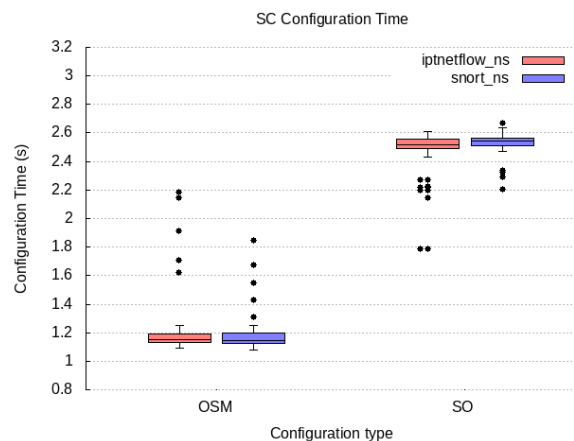 SC Configuration Time
3.2
3
2.8
2.6
2.4
2.2
2
1.8
1.6
1.4
1.2
1
0.8
Configuration Time (s)
iptnetflow_ns
snort_ns
OSM
SO
Configuration type